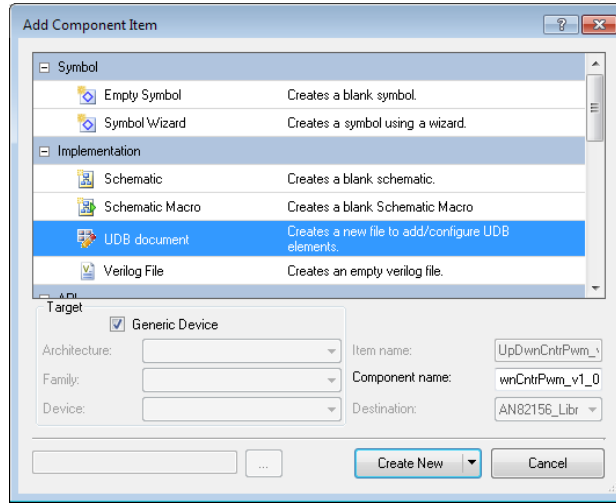 Add Component Item
?
Symbol
Empty Symbol Creates a blank symbol.
Symbol Wizard Creates a symbol using a wizard.
Implementation
Schematic Creates a blank schematic.
Schematic Macro Creates a blank Schematic Macro
UDB document Creates a new file to add/configure UDB
elements.
Verilog File Creates an empty verilog file.
API
Target
Generic Device
Architecture: Item name: UpDwnCntrPwm_
Family: Component name: wnCntrPwm_v1_0
Device: Destination: AN82156_Libr
... Create New Cancel